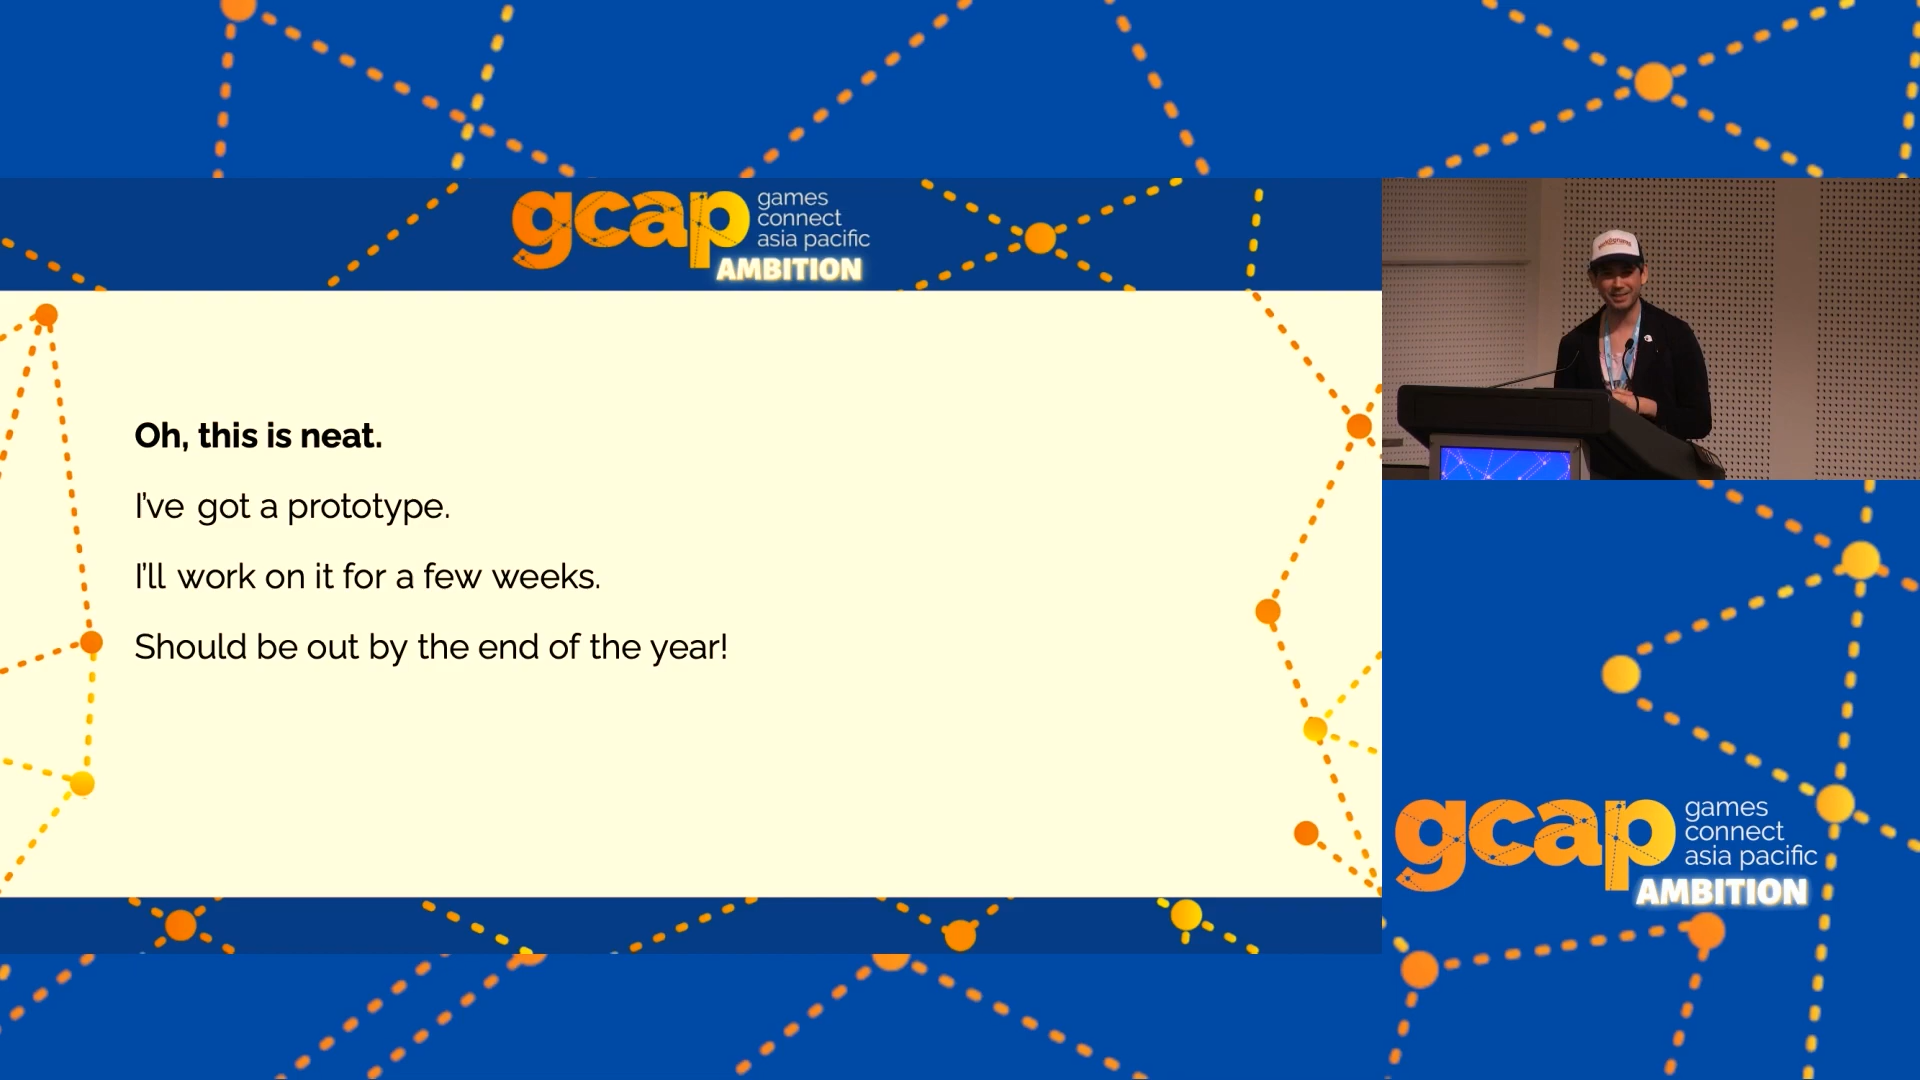 gcap
games
connect
asia pacific
AMBITION
Oh, this is neat.
I've got a prototype.
I'll work on it for a few weeks.
Should be out by the end of the year!
gcap
games
connect
asia pacific
AMBITION